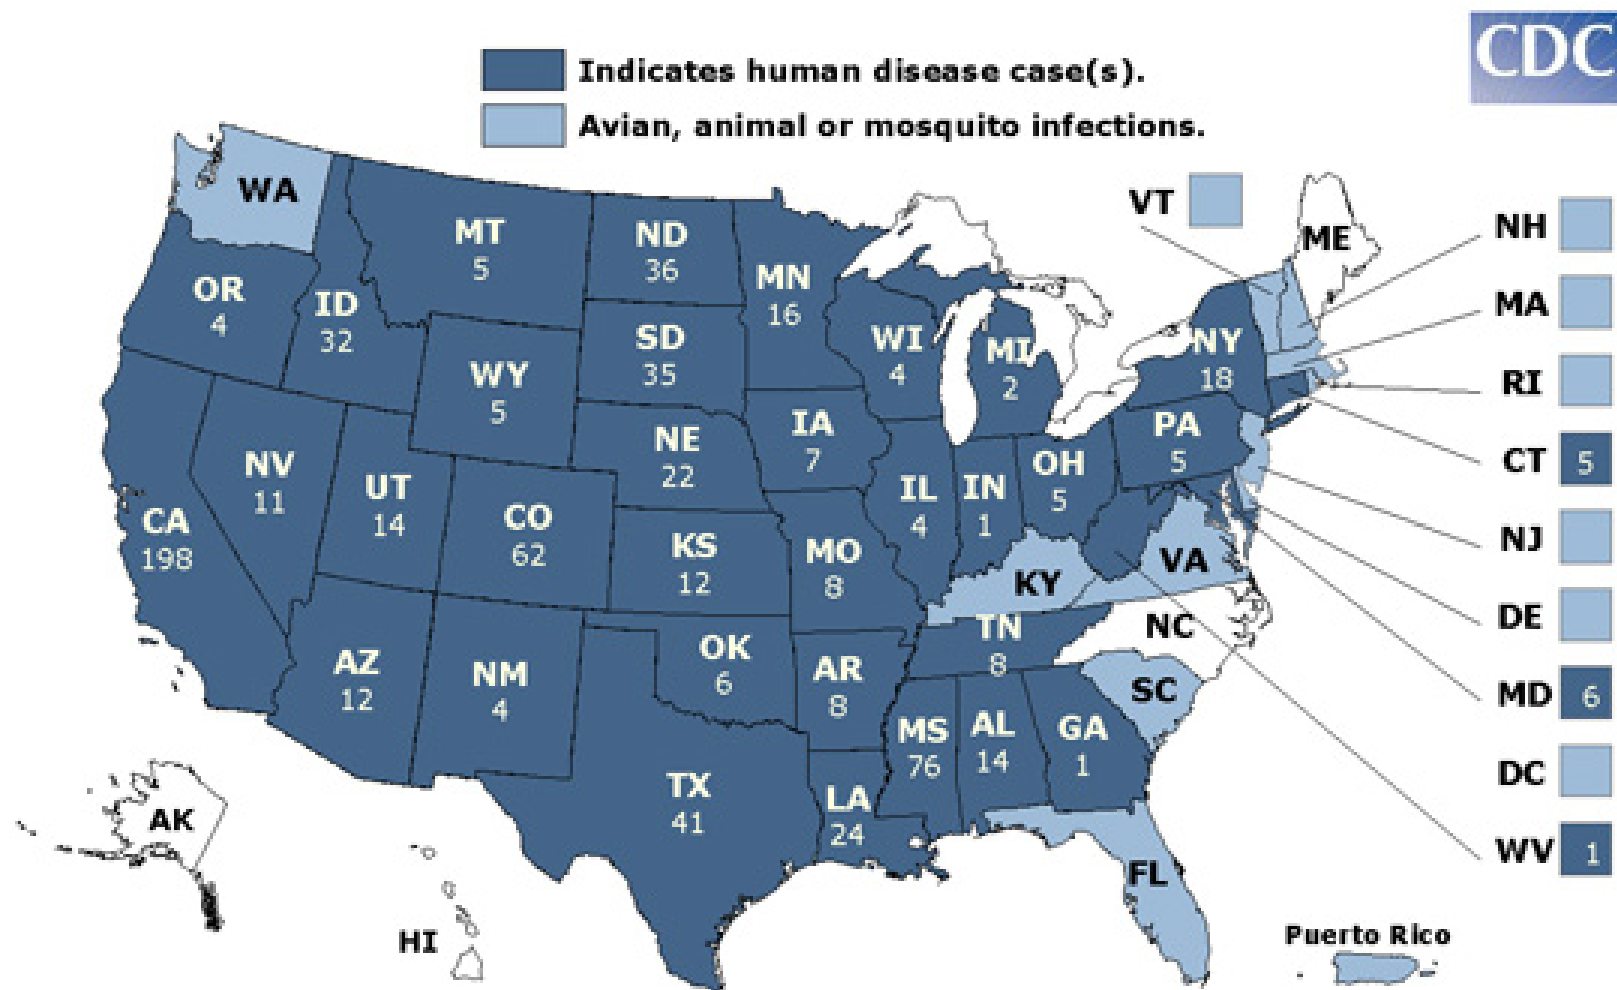 CDC
Indicates human disease case(s).
Avian, animal or mosquito infections.
WA
MT
5
ND
36
MN
16
VT
ME
NH
OR
4
ID
32
SD
35
WI
4
MI
2
NY
18
MA
WY
5
RI
NE
22
IA
7
PA
5
CT 5
NV
11
UT
14
CO
62
IL
4
IN
1
OH
5
CA
198
KS
12
MO
8
KY
VA
NJ
AZ
12
NM
4
OK
6
AR
8
TN
8
NC
DE
SC
MD 6
TX
41
LA
24
MS
76
AL
14
GA
1
DC
AK
FL
WV 1
HI
Puerto Rico